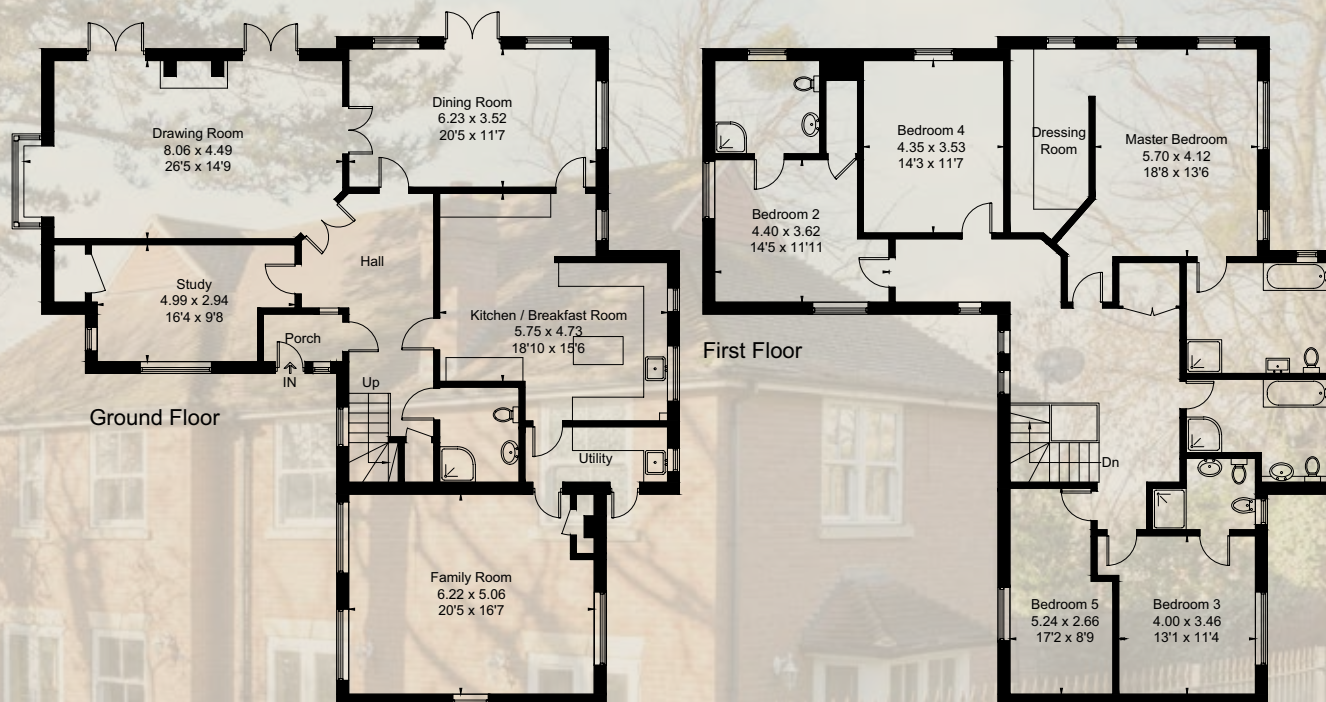 Drawing Room
8.06 x 4.49
26'5 x 14'9
Dining Room
6.23 x 3.52
20'5 x 11'7
Hall
Study
4.99 x 2.94
16'4 x 9'8
Porch
IN
Kitchen / Breakfast Room
5.75 x 4.73
18'10 x 15'6
Up
Utility
Family Room
6.22 x 5.06
20'5 x 16'7
Ground Floor
Bedroom 4
4.35 x 3.53
14'3 x 11'7
Dressing
Room
Master Bedroom
5.70 x 4.12
18'8 x 13'6
Bedroom 2
4.40 x 3.62
14'5 x 11'11
First Floor
Dn
Bedroom 5
5.24 x 2.66
17'2 x 8'9
Bedroom 3
4.00 x 3.46
13'1 x 11'4